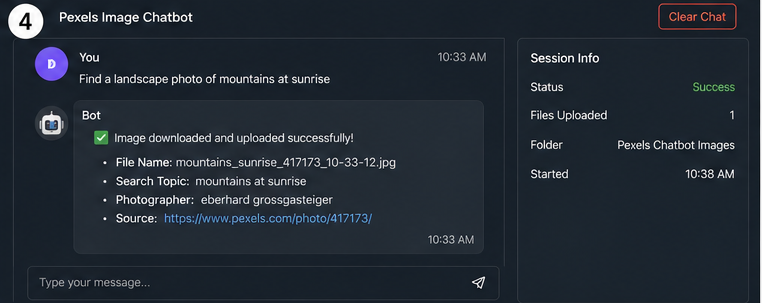 4
Pexels Image Chatbot
Clear Chat
D
You
10:33 AM
Find a landscape photo of mountains at sunrise
Bot
✅ Image downloaded and uploaded successfully!
• File Name: mountains_sunrise_417173_10-33-12.jpg
• Search Topic: mountains at sunrise
• Photographer: eberhard grossgasteiger
• Source: https://www.pexels.com/photo/417173/
10:33 AM
Type your message...
Session Info
Status Success
Files Uploaded 1
Folder Pexels Chatbot Images
Started 10:38 AM